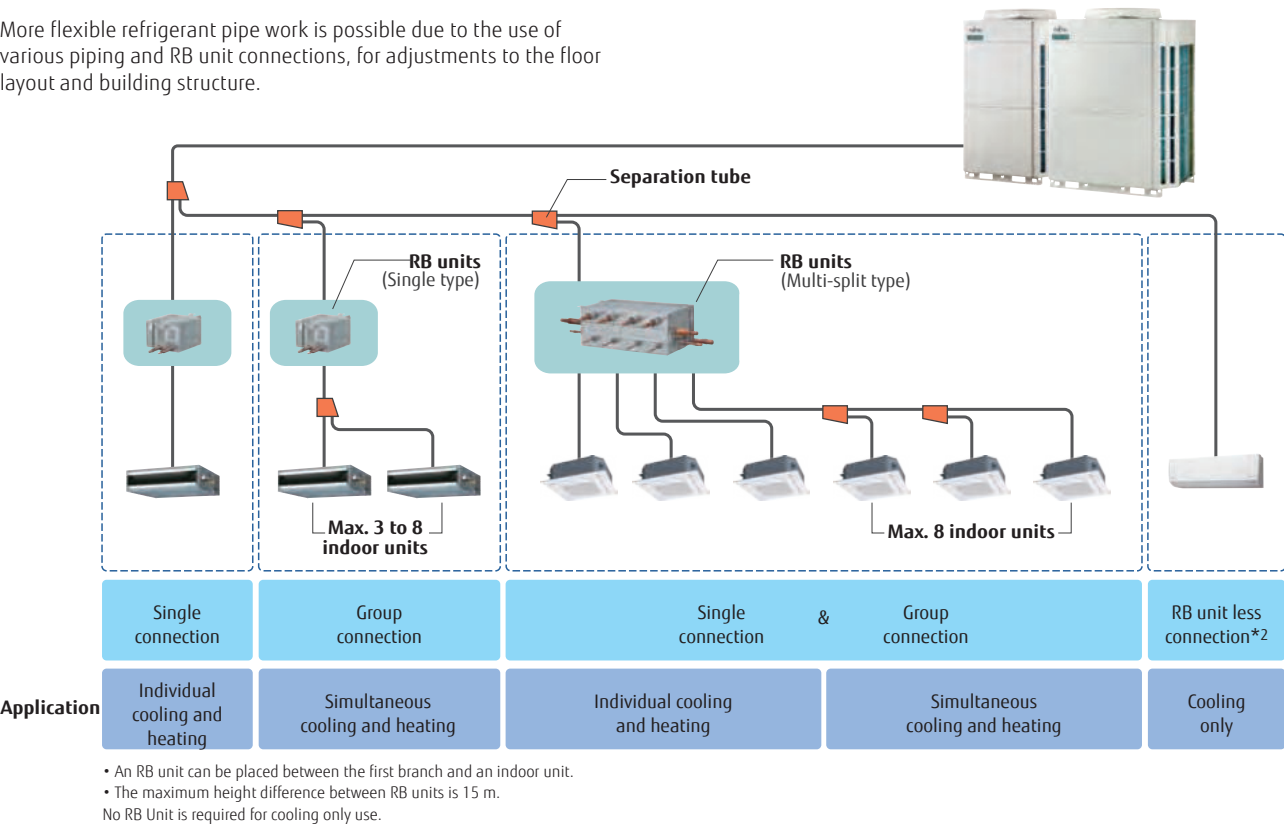 More flexible refrigerant pipe work is possible due to the use of
various piping and RB unit connections, for adjustments to the floor
layout and building structure.
Separation tube
RB units
(Single type)
RB units
(Multi-split type)
Max. 3 to 8
indoor units
Max. 8 indoor units
Single
connection
Group
connection
Single
connection
&
Group
connection
RB unit less
connection*2
Application
Individual
cooling and
heating
Simultaneous
cooling and heating
Individual cooling
and heating
Simultaneous
cooling and heating
Cooling
only
• An RB unit can be placed between the first branch and an indoor unit.
• The maximum height difference between RB units is 15 m.
No RB Unit is required for cooling only use.